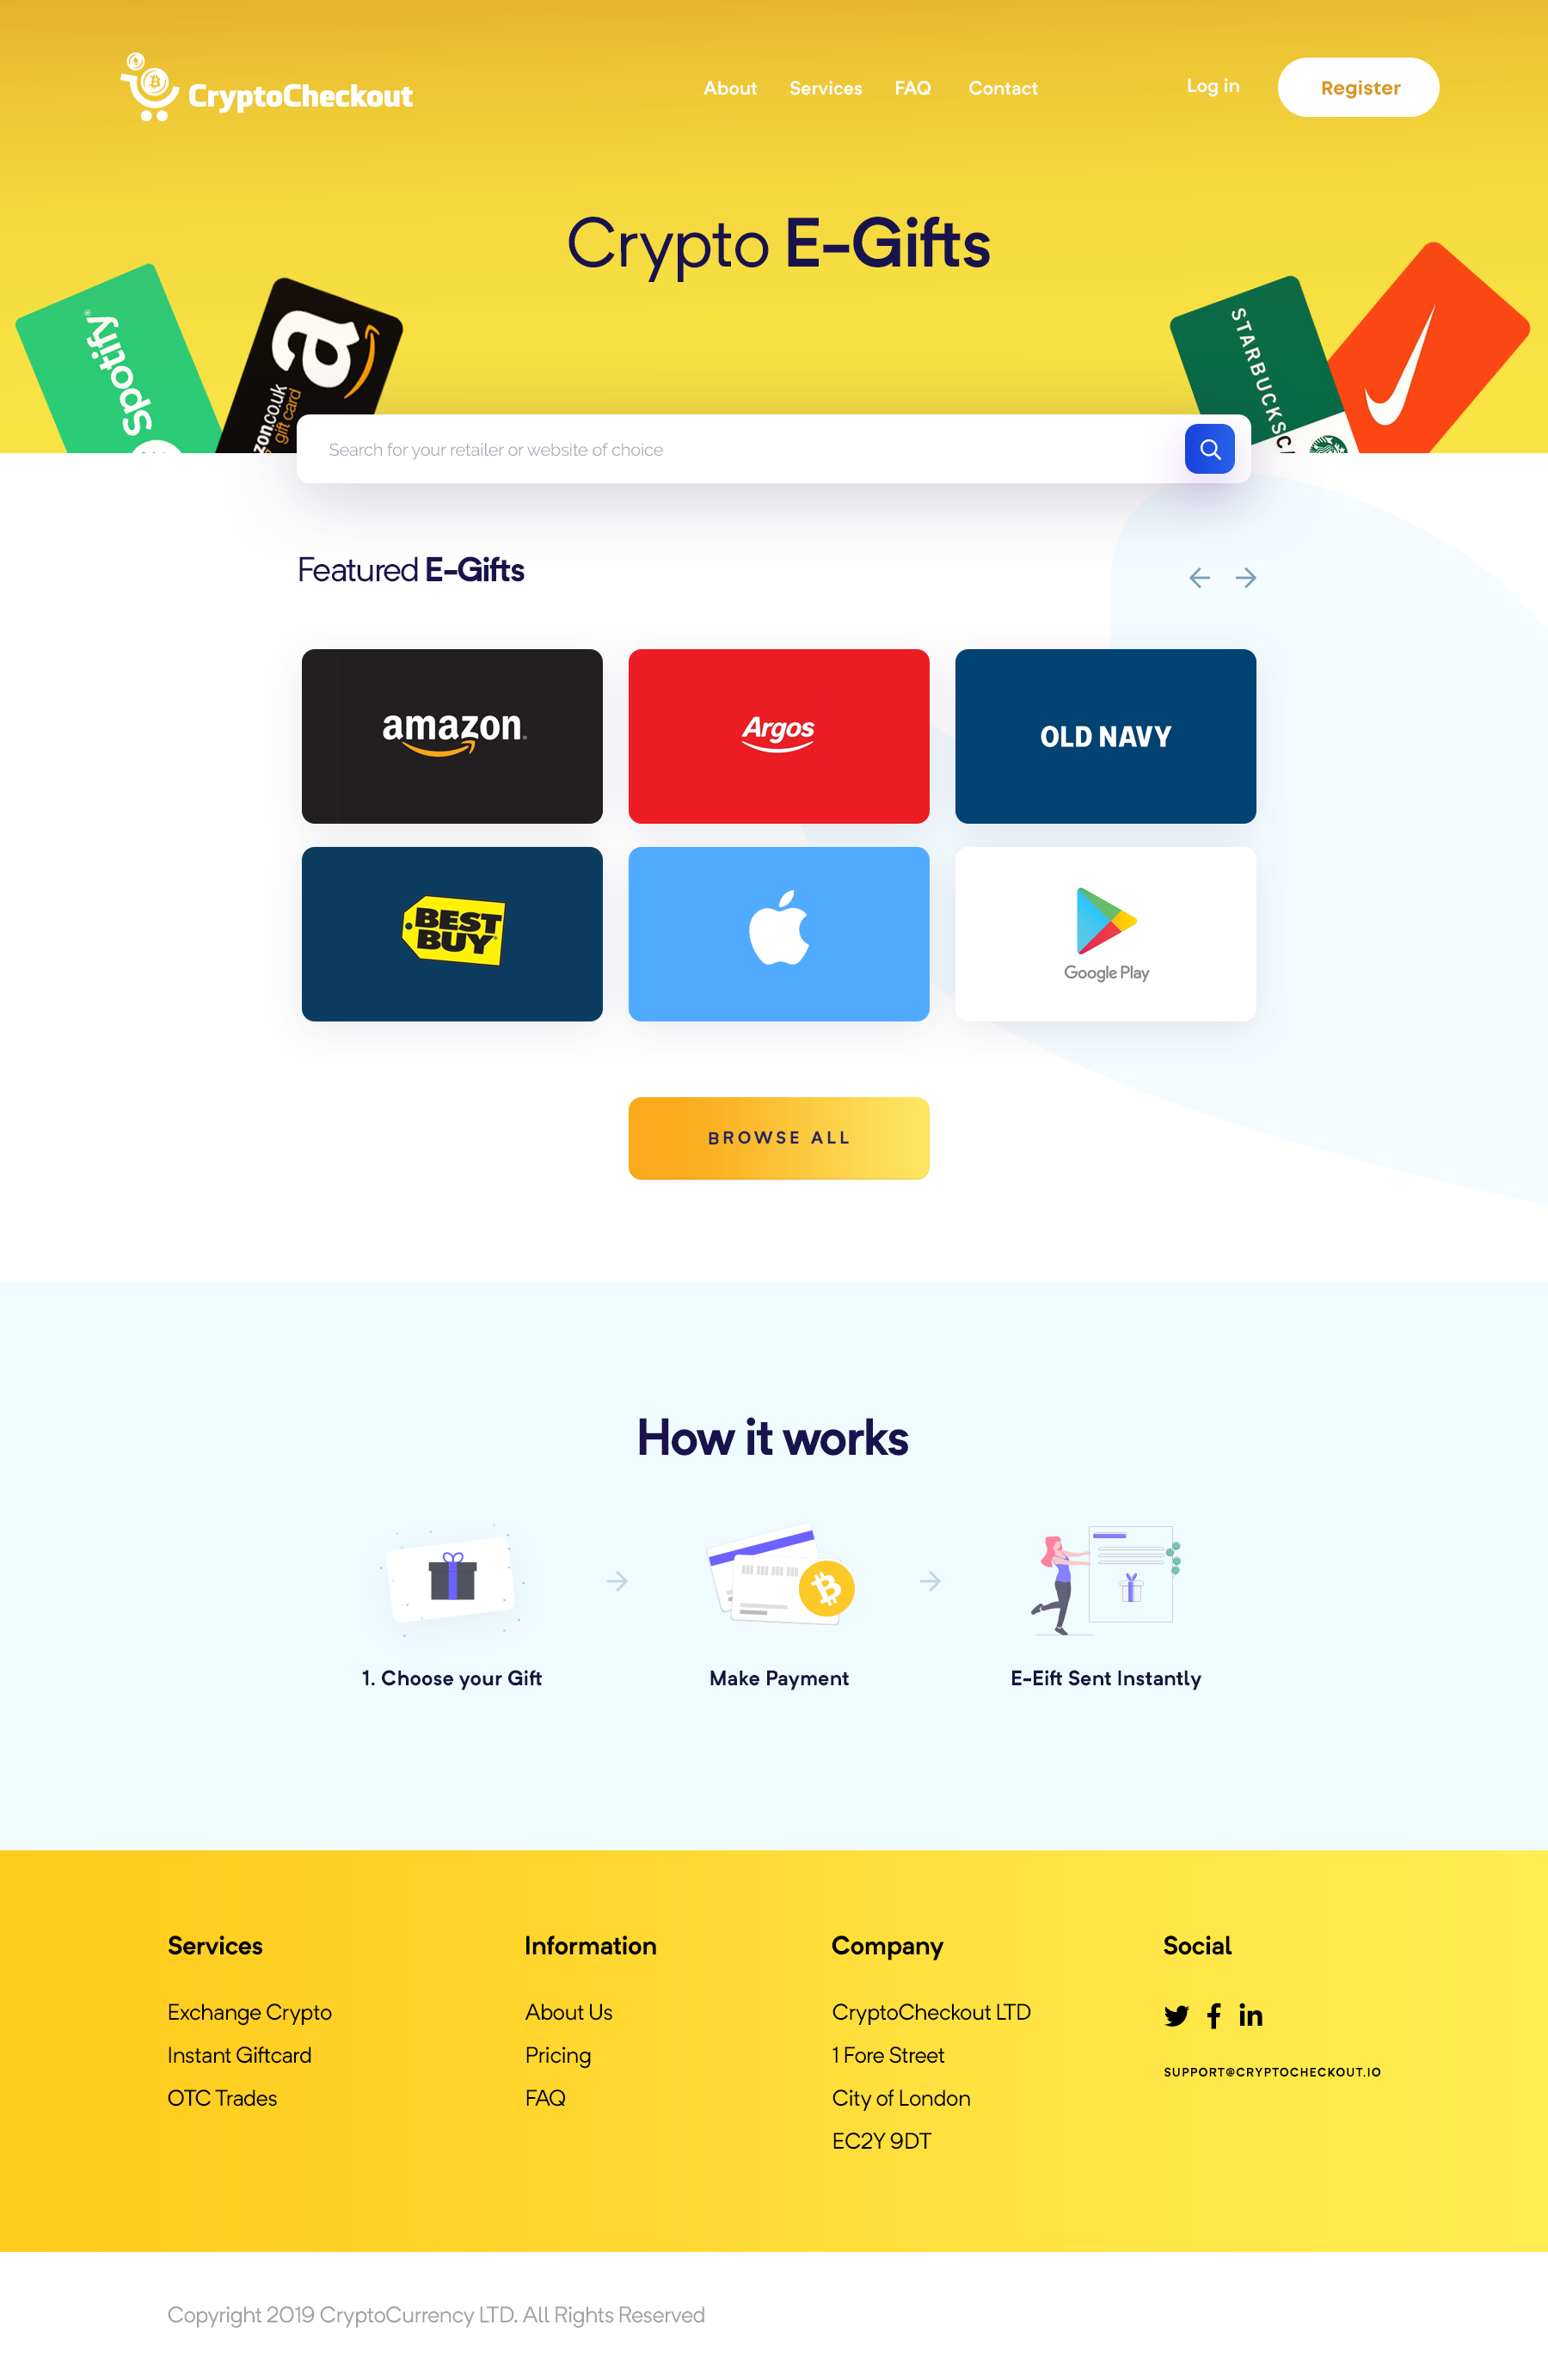 CryptoCheckout
About Services FAQ Contact
Log in
Register
Crypto E-Gifts
Spotify®
a
zon.co.uk
gift card
STARBUCKS
Search for your retailer or website of choice
Featured E-Gifts
amazon
Argos
OLD NAVY
BEST
BUY
Google Play
BROWSE ALL
How it works
1. Choose your Gift
Make Payment
E-Eift Sent Instantly
Services
Exchange Crypto
Instant Giftcard
OTC Trades
Information
About Us
Pricing
FAQ
Company
CryptoCheckout LTD
1 Fore Street
City of London
EC2Y 9DT
Social
SUPPORT@CRYPTOCHECKOUT.IO
Copyright 2019 CryptoCurrency LTD. All Rights Reserved